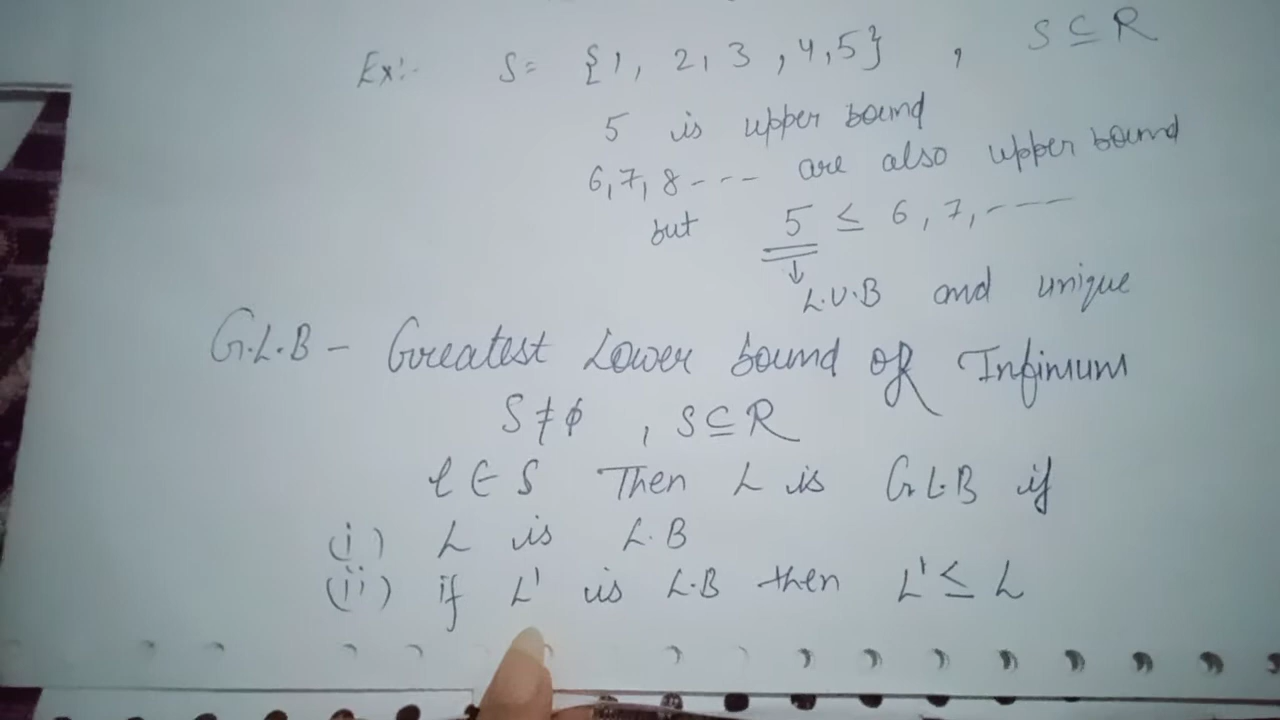 Ex:- S= {1, 2, 3, 4, 5} , S ⊆ R
5 is upper bound
6, 7, 8 ---- are also upper bound
but 5 ≤ 6, 7, ----
↓
L.U.B and unique
G.L.B - Greatest Lower bound of Infimum
S ≠ ϕ , S ⊆ R
l ∈ S Then L is G.L.B if
(i) L is L.B
(ii) if L' is L.B then L' ≤ L